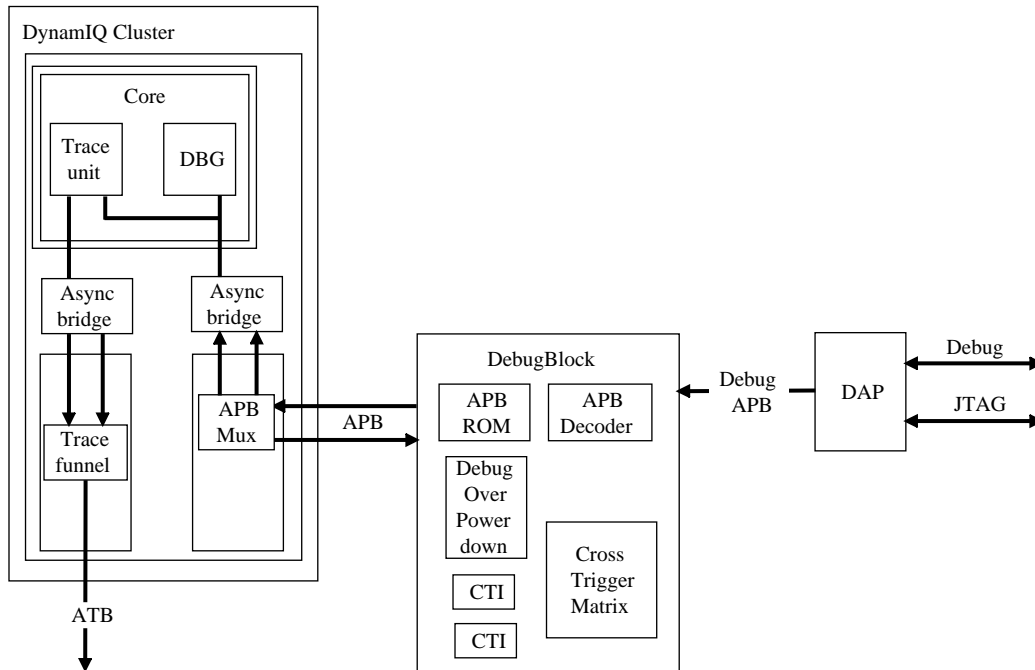 DynamIQ Cluster
Core
Trace
unit
DBG
Async
bridge
Async
bridge
APB
Mux
Trace
funnel
ATB
APB
DebugBlock
APB
ROM
APB
Decoder
Debug
Over
Power
down
Cross
Trigger
Matrix
CTI
CTI
Debug
APB
DAP
Debug
JTAG